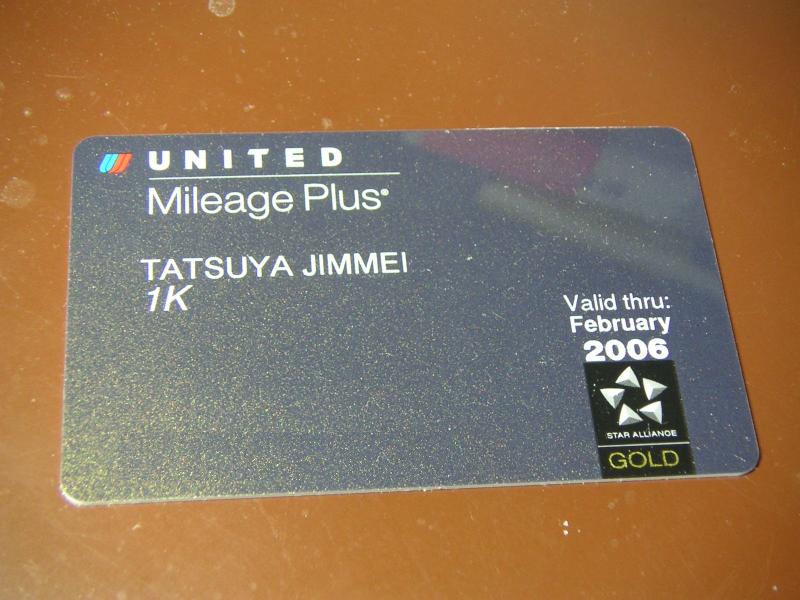 UNITED
Mileage Plus®
TATSUYA JIMMEI
1K
Valid thru:
February
2006
STAR ALLIANCE
GOLD